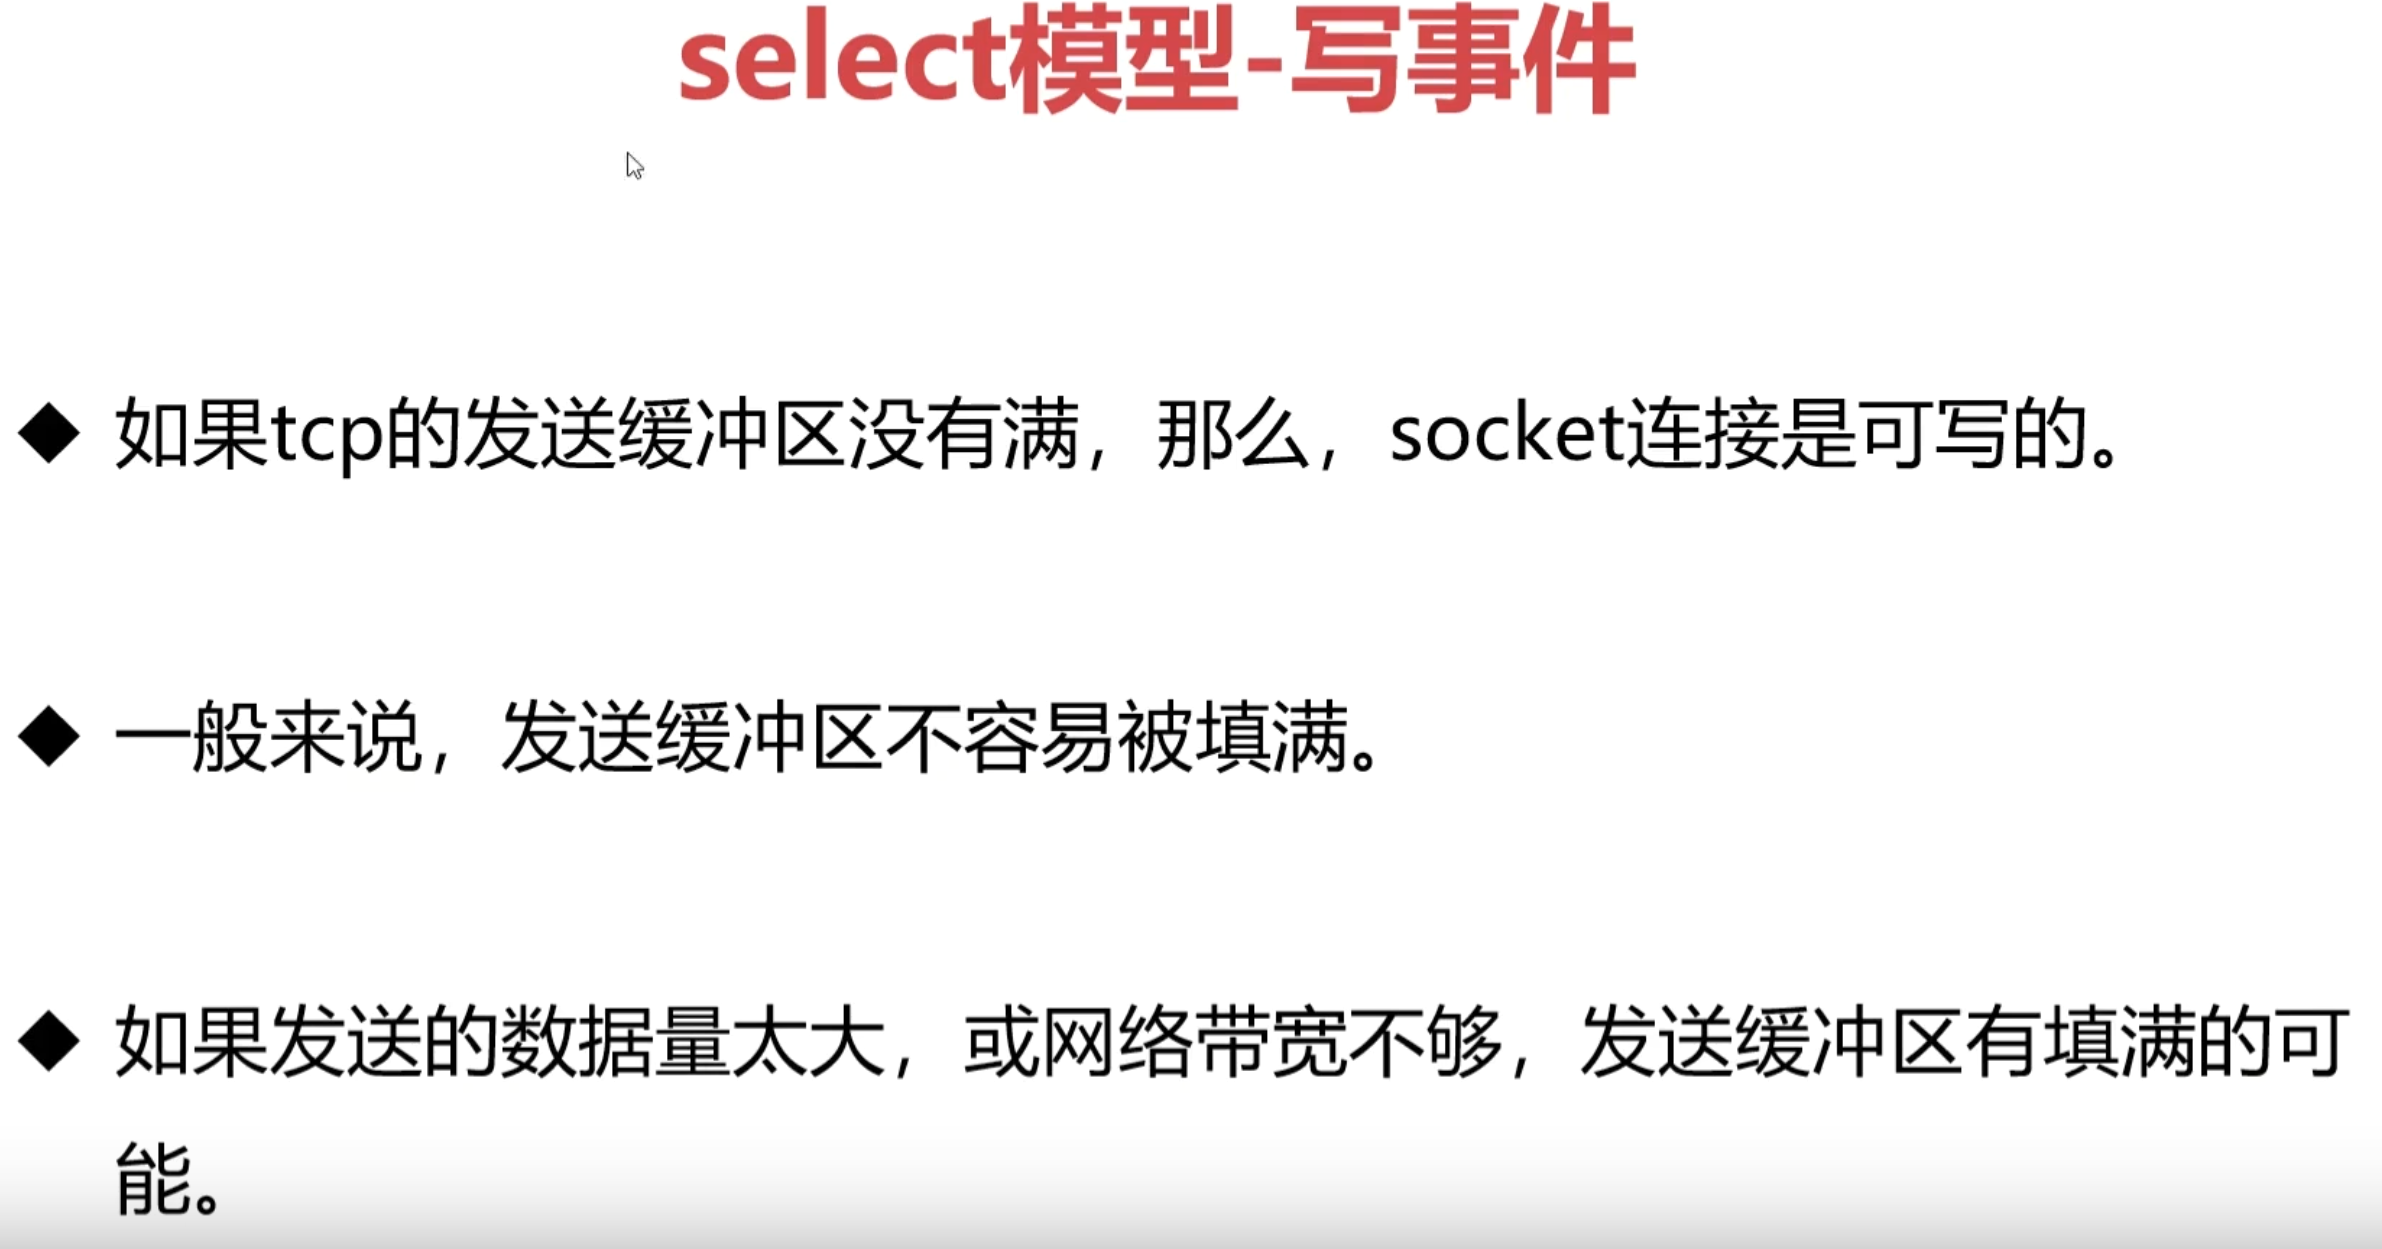 select模型-写事件
◆ 如果tcp的发送缓冲区没有满，那么，socket连接是可写的。
◆ 一般来说，发送缓冲区不容易被填满。
◆ 如果发送的数据量太大，或网络带宽不够，发送缓冲区有填满的可
能。